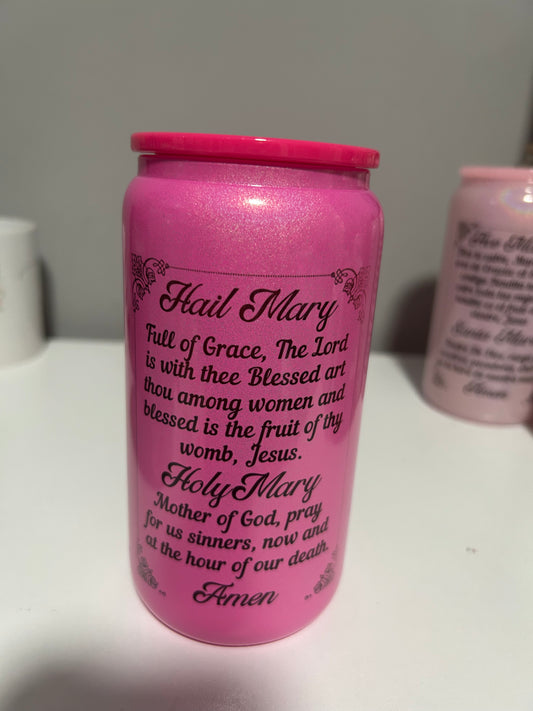 Hail Mary
Full of Grace, The Lord
is with thee Blessed art
thou among women and
blessed is the fruit of thy
womb, Jesus.
Holy Mary
Mother of God, pray
for us sinners, now and
at the hour of our death.
Amen